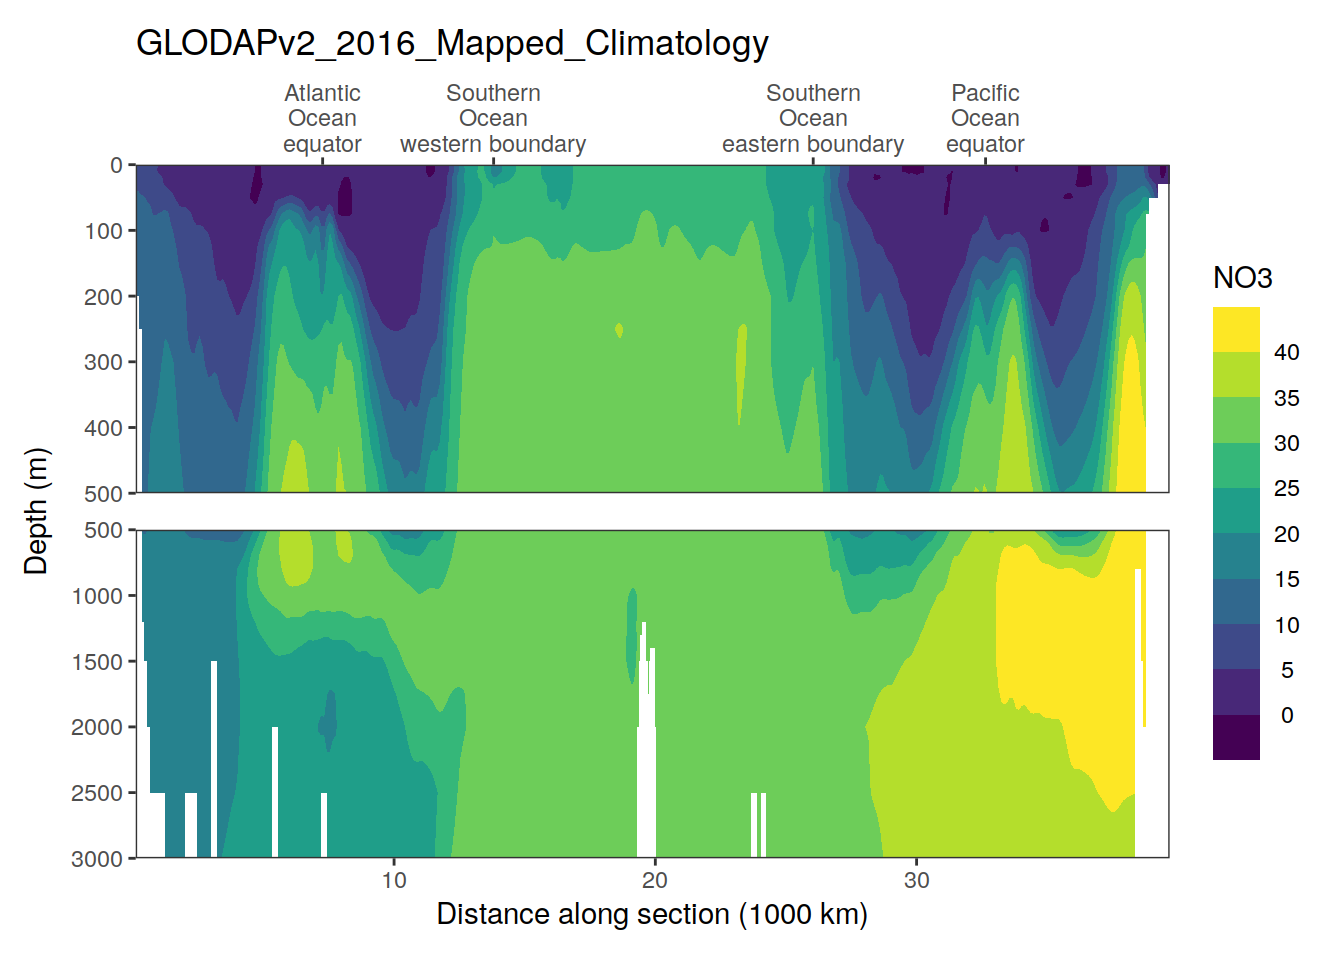 GLODAPv2_2016_Mapped_Climatology
Atlantic
Ocean
equator
Southern
Ocean
western boundary
Southern
Ocean
eastern boundary
Pacific
Ocean
equator
0
100
200
300
400
500
500
1000
1500
2000
2500
3000
Depth (m)
10
20
30
Distance along section (1000 km)
NO3
40
35
30
25
20
15
10
5
0